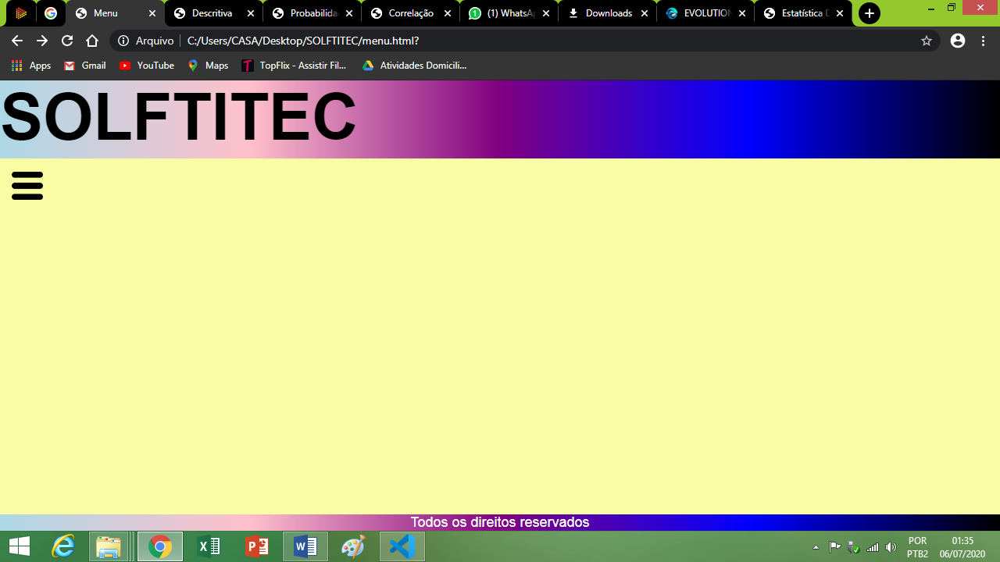 Menu
Descritiva
Probabilida
Correlação
(1) WhatsAp
Downloads
EVOLUTION
Estatística D
Arquivo
C:/Users/CASA/Desktop/SOLFTITEC/menu.html?
Apps
Gmail
YouTube
Maps
TopFlix - Assistir Fil...
Atividades Domicili...
SOLFTITEC
Todos os direitos reservados
POR
PTB2
01:35
06/07/2020